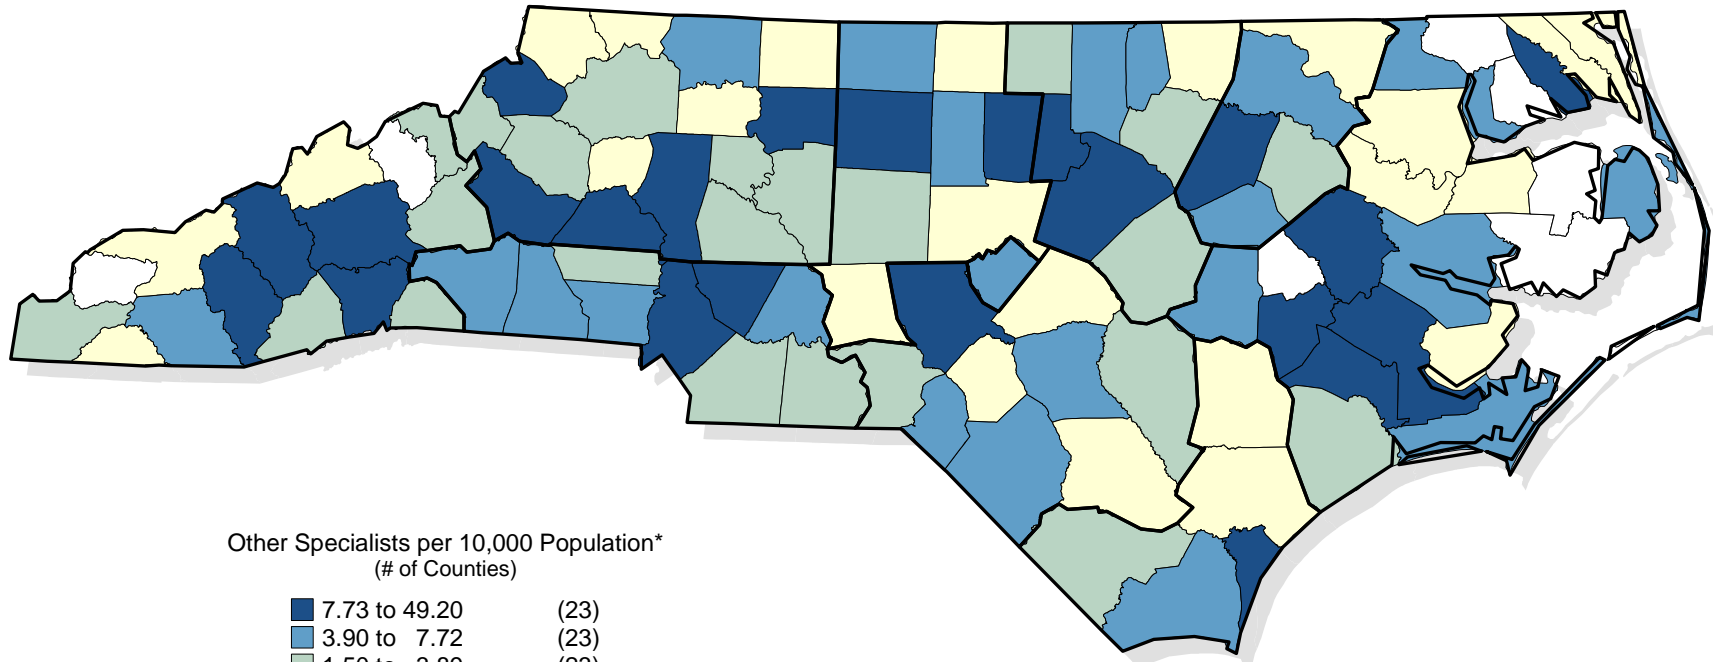 Other Specialists per 10,000 Population*
(# of Counties)
7.73 to 49.20 (23)
3.90 to 7.72 (23)